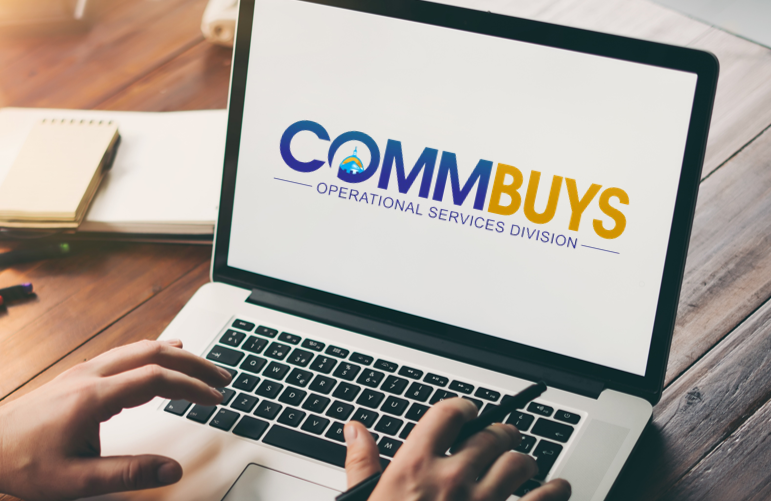 COMMBUYS
OPERATIONAL SERVICES DIVISION